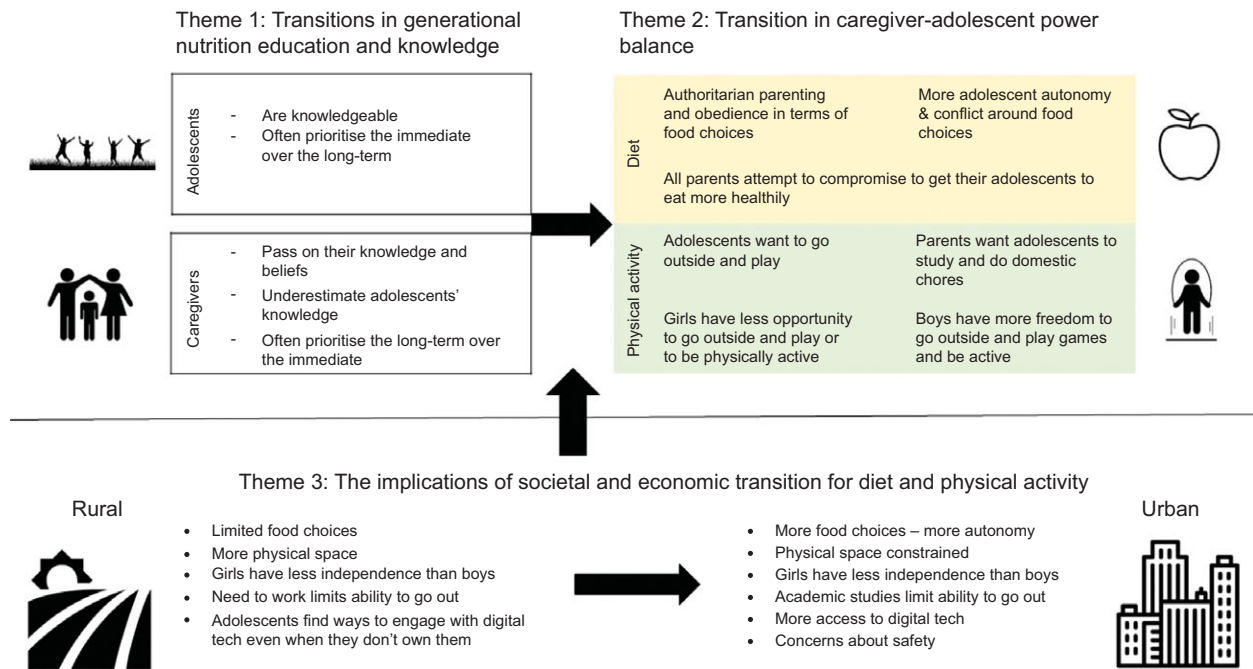 Theme 1: Transitions in generational
nutrition education and knowledge
Adolescents
- Are knowledgeable
- Often prioritise the immediate
over the long-term
Caregivers
- Pass on their knowledge and
beliefs
- Underestimate adolescents’
knowledge
- Often prioritise the long-term over
the immediate
Theme 2: Transition in caregiver-adolescent power
balance
Diet
Authoritarian parenting
and obedience in terms of
food choices
More adolescent autonomy
& conflict around food
choices
All parents attempt to compromise to get their adolescents to
eat more healthily
Physical activity
Adolescents want to go
outside and play
Parents want adolescents to
study and do domestic
chores
Girls have less opportunity
to go outside and play or
to be physically active
Boys have more freedom to
go outside and play games
and be active
Theme 3: The implications of societal and economic transition for diet and physical activity
Rural
• Limited food choices
• More physical space
• Girls have less independence than boys
• Need to work limits ability to go out
• Adolescents find ways to engage with digital
tech even when they don’t own them
Urban
• More food choices – more autonomy
• Physical space constrained
• Girls have less independence than boys
• Academic studies limit ability to go out
• More access to digital tech
• Concerns about safety